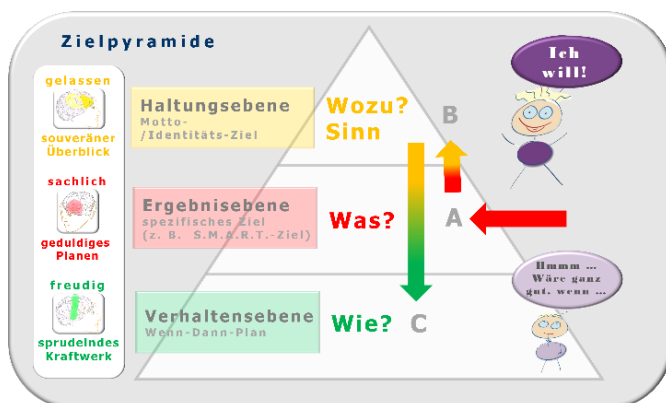 Zielpyramide
gelassen
souveräner
Überblick
sachlich
geduldiges
Planen
freudig
sprudelndes
Kraftwerk
Haltungsebene
Motto-
/Identitäts-Ziel
Wozu?
Sinn
B
Ergebnisebene
spezifisches Ziel
(z. B. S.M.A.R.T.-Ziel)
Was?
A
Verhaltensebene
Wenn-Dann-Plan
Wie?
C
Ich
will!
Hmmm ...
Wäre ganz
gut, wenn ...